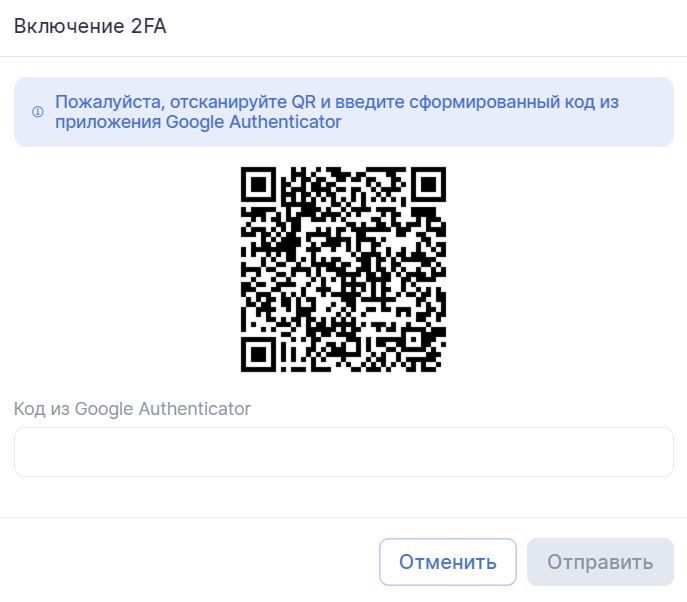 Включение 2FA
Пожалуйста, отсканируйте QR и введите сформированный код из
приложения Google Authenticator
Код из Google Authenticator
Отменить
Отправить